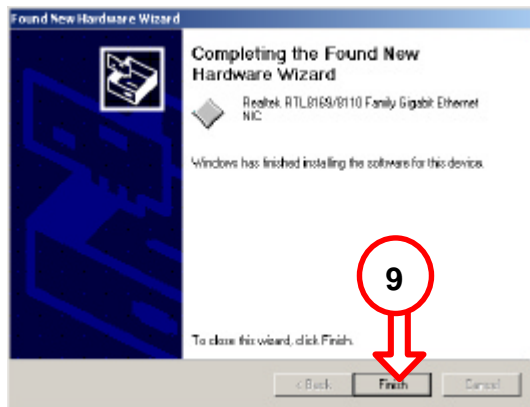 Found New Hardware Wizard
Completing the Found New
Hardware Wizard
Realtek RTL8169/8110 Family Gigabit Ethernet
NIC
Windows has finished installing the software for this device.
9
To close this wizard, click Finish.
< Back
Finish
Cancel